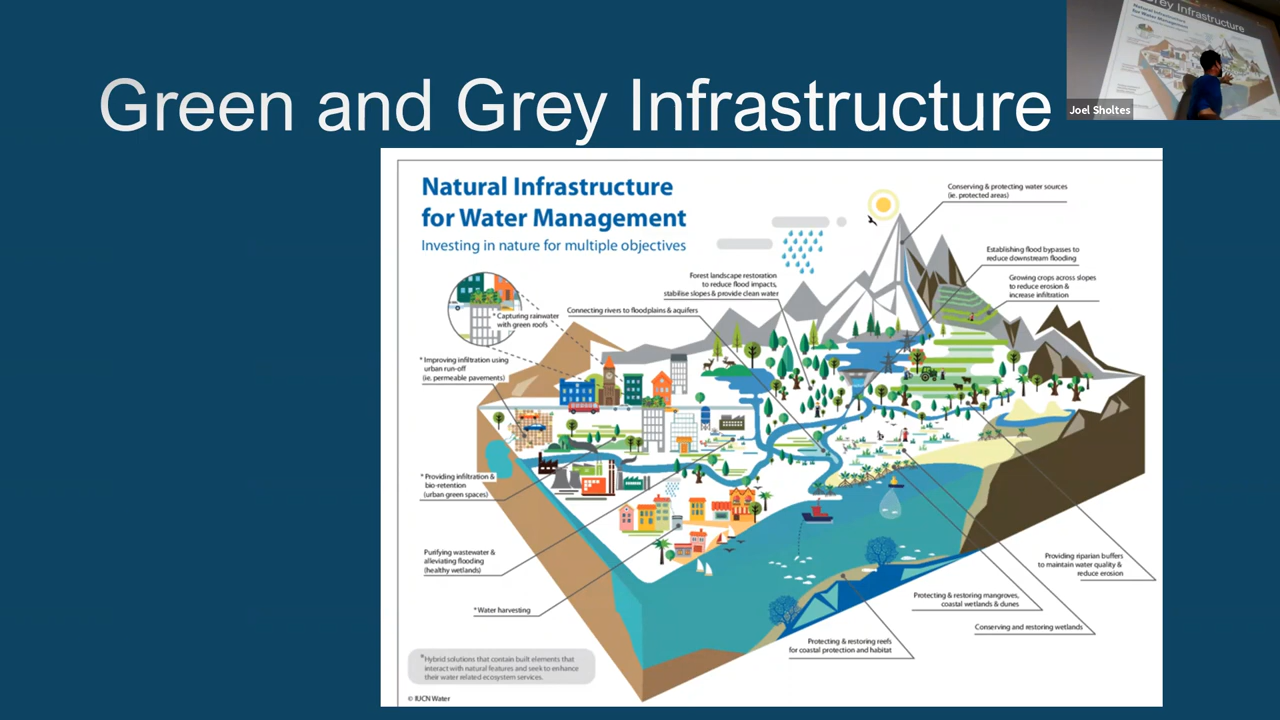 Green and Grey Infrastructure
Grey Infrastructure
Natural Infrastructure
Joel Sholtes
Natural Infrastructure
for Water Management
Investing in nature for multiple objectives
Conserving & protecting water sources
(ie. protected areas)
Establishing flood bypasses to
reduce downstream flooding
Growing crops across slopes
to reduce erosion &
increase infiltration
Forest landscape restoration
to reduce flood impacts,
stabilise slopes & provide clean water
Connecting rivers to floodplains & aquifers
* Capturing rainwater
with green roofs
* Improving infiltration using
urban run-off
(ie. permeable pavements)
* Providing infiltration &
bio-retention
(urban green spaces)
Purifying wastewater &
alleviating flooding
(healthy wetlands)
* Water harvesting
Providing riparian buffers
to maintain water quality &
reduce erosion
Protecting & restoring mangroves,
coastal wetlands & dunes
Conserving and restoring wetlands
Protecting & restoring reefs
for coastal protection and habitat
*Hybrid solutions that contain built elements that
interact with natural features and seek to enhance
their water related ecosystem services.
© IUCN Water